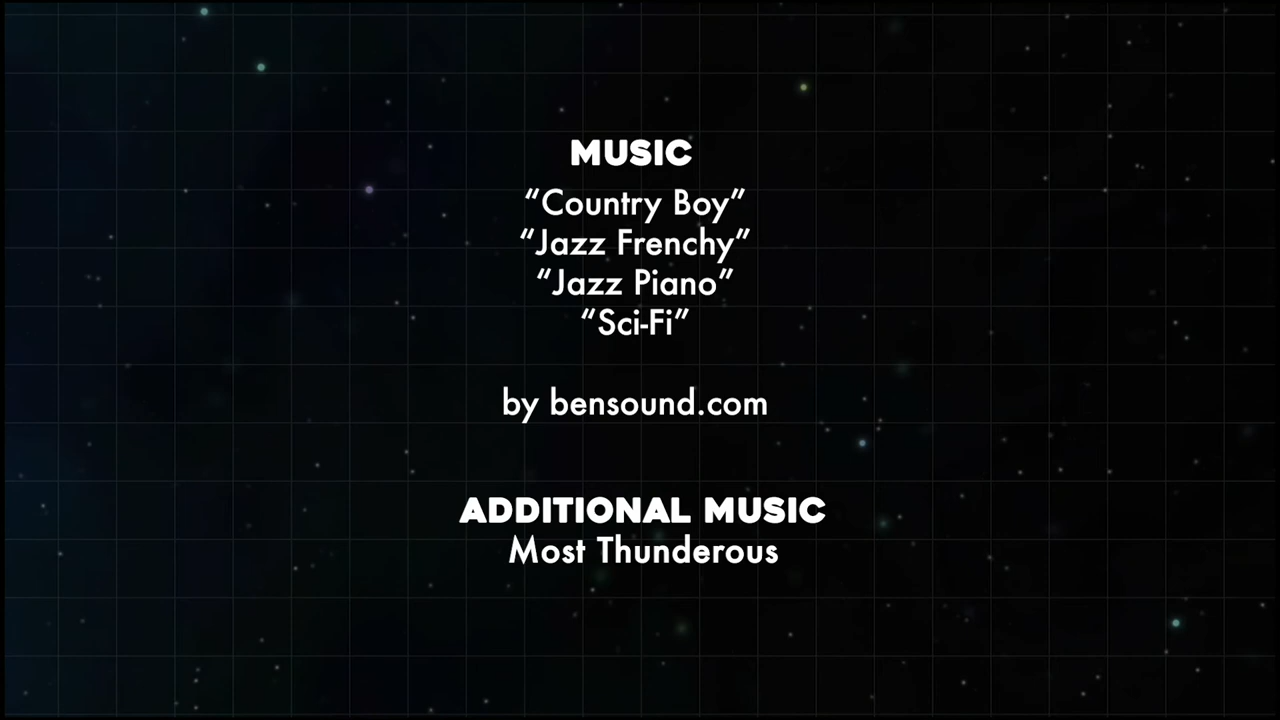 MUSIC
“Country Boy”
“Jazz Frenchy”
“Jazz Piano”
“Sci-Fi”
by bensound.com
ADDITIONAL MUSIC
Most Thunderous